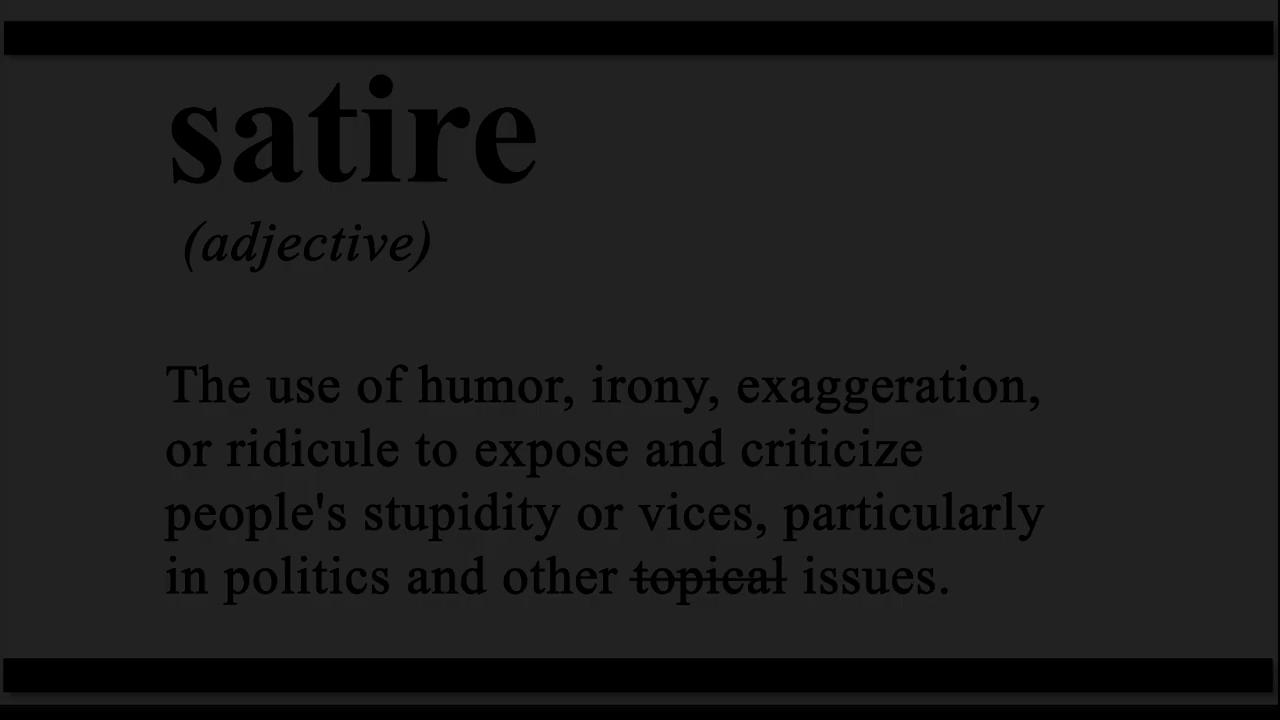 satire
(adjective)
The use of humor, irony, exaggeration,
or ridicule to expose and criticize
people's stupidity or vices, particularly
in politics and other topical issues.